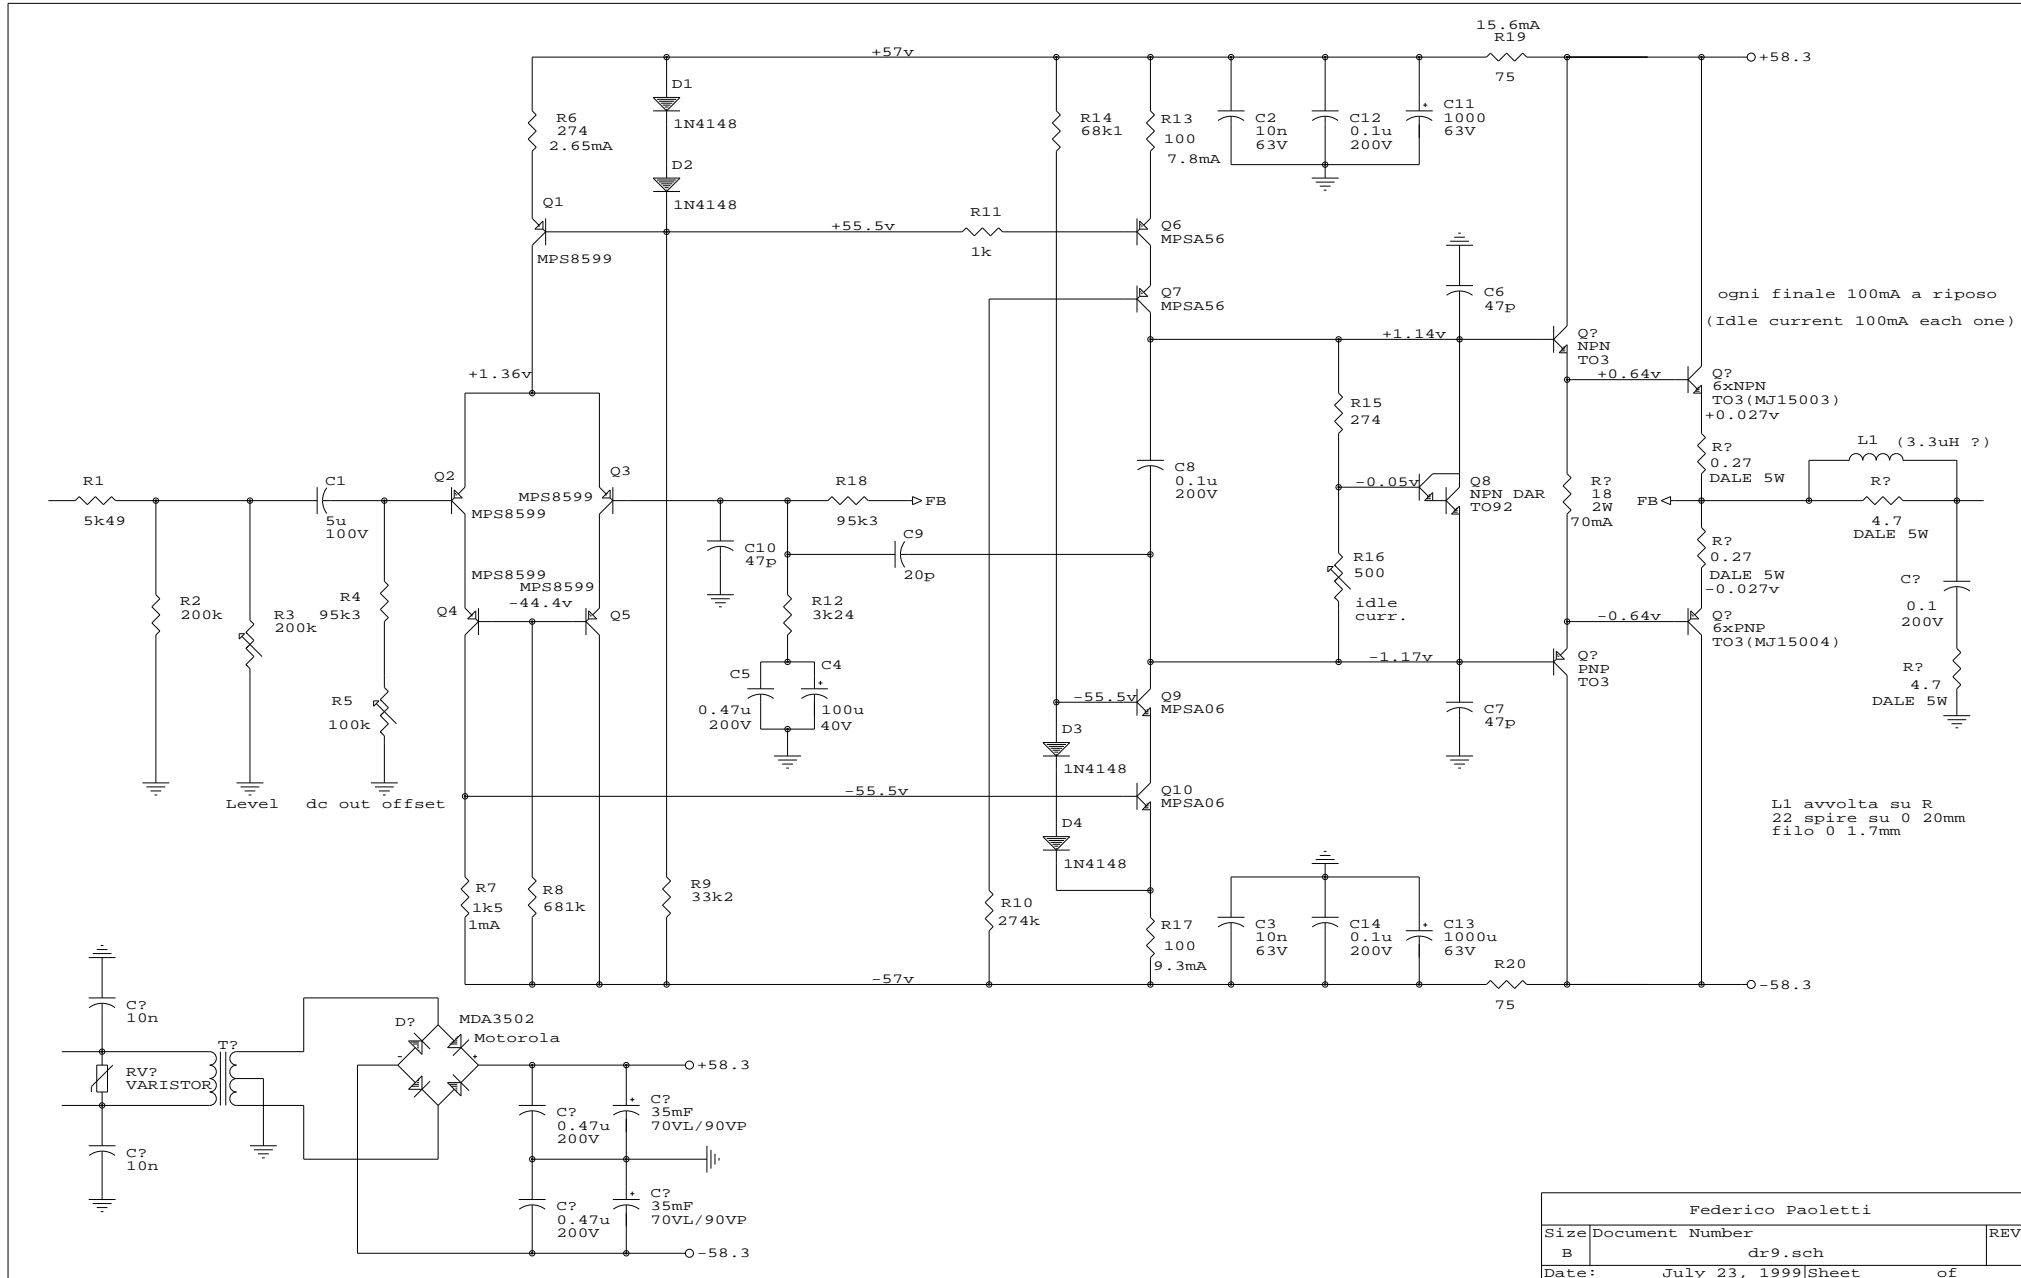 15.6mA
R19
75
+57v
+58.3
D1
1N4148
R6
274
2.65mA
D2
1N4148
R14
68k1
R13
100
7.8mA
C2
10n
63V
C12
0.1u
200V
+
C11
1000
63V
Q1
MPS8599
+55.5v
R11
1k
Q6
MPSA56
Q7
MPSA56
C6
47p
ogni finale 100mA a riposo
(Idle current 100mA each one)
+1.14v
Q?
NPN
TO3
+1.36v
+0.64v
Q?
6xNPN
TO3(MJ15003)
+0.027v
R15
274
R1
5k49
C1
5u
100V
Q2
MPS8599
Q3
MPS8599
R18
95k3
FB
C8
0.1u
200V
-0.05v
Q8
NPN DAR
TO92
R?
18
2W
70mA
R?
0.27
DALE 5W
FB
L1 (3.3uH ?)
R?
4.7
DALE 5W
C10
47p
C9
20p
R16
500
idle
curr.
R?
0.27
DALE 5W
-0.027v
C?
0.1
200V
MPS8599
MPS8599
-44.4v
Q4
Q5
R2
200k
R3
200k
R4
95k3
R12
3k24
-0.64v
Q?
6xPNP
TO3(MJ15004)
-1.17v
Q?
PNP
TO3
R?
4.7
DALE 5W
C5
0.47u
200V
C4
+
100u
40V
R5
100k
-55.5v
Q9
MPSA06
C7
47p
D3
1N4148
Level
dc out offset
-55.5v
Q10
MPSA06
D4
1N4148
L1 avvolta su R
22 spire su 0 20mm
filo 0 1.7mm
R7
1k5
1mA
R8
681k
R9
33k2
R10
274k
R17
100
9.3mA
C3
10n
63V
C14
0.1u
200V
+
C13
1000u
63V
R20
75
-57v
-58.3
C?
10n
T?
RV?
VARISTOR
C?
10n
D?
MDA3502
Motorola
-
+
+58.3
C?
0.47u
200V
+
C?
35mF
70VL/90VP
C?
0.47u
200V
+
C?
35mF
70VL/90VP
-58.3
Federico Paoletti
Size Document Number REV
B dr9.sch
Date: July 23, 1999 Sheet of